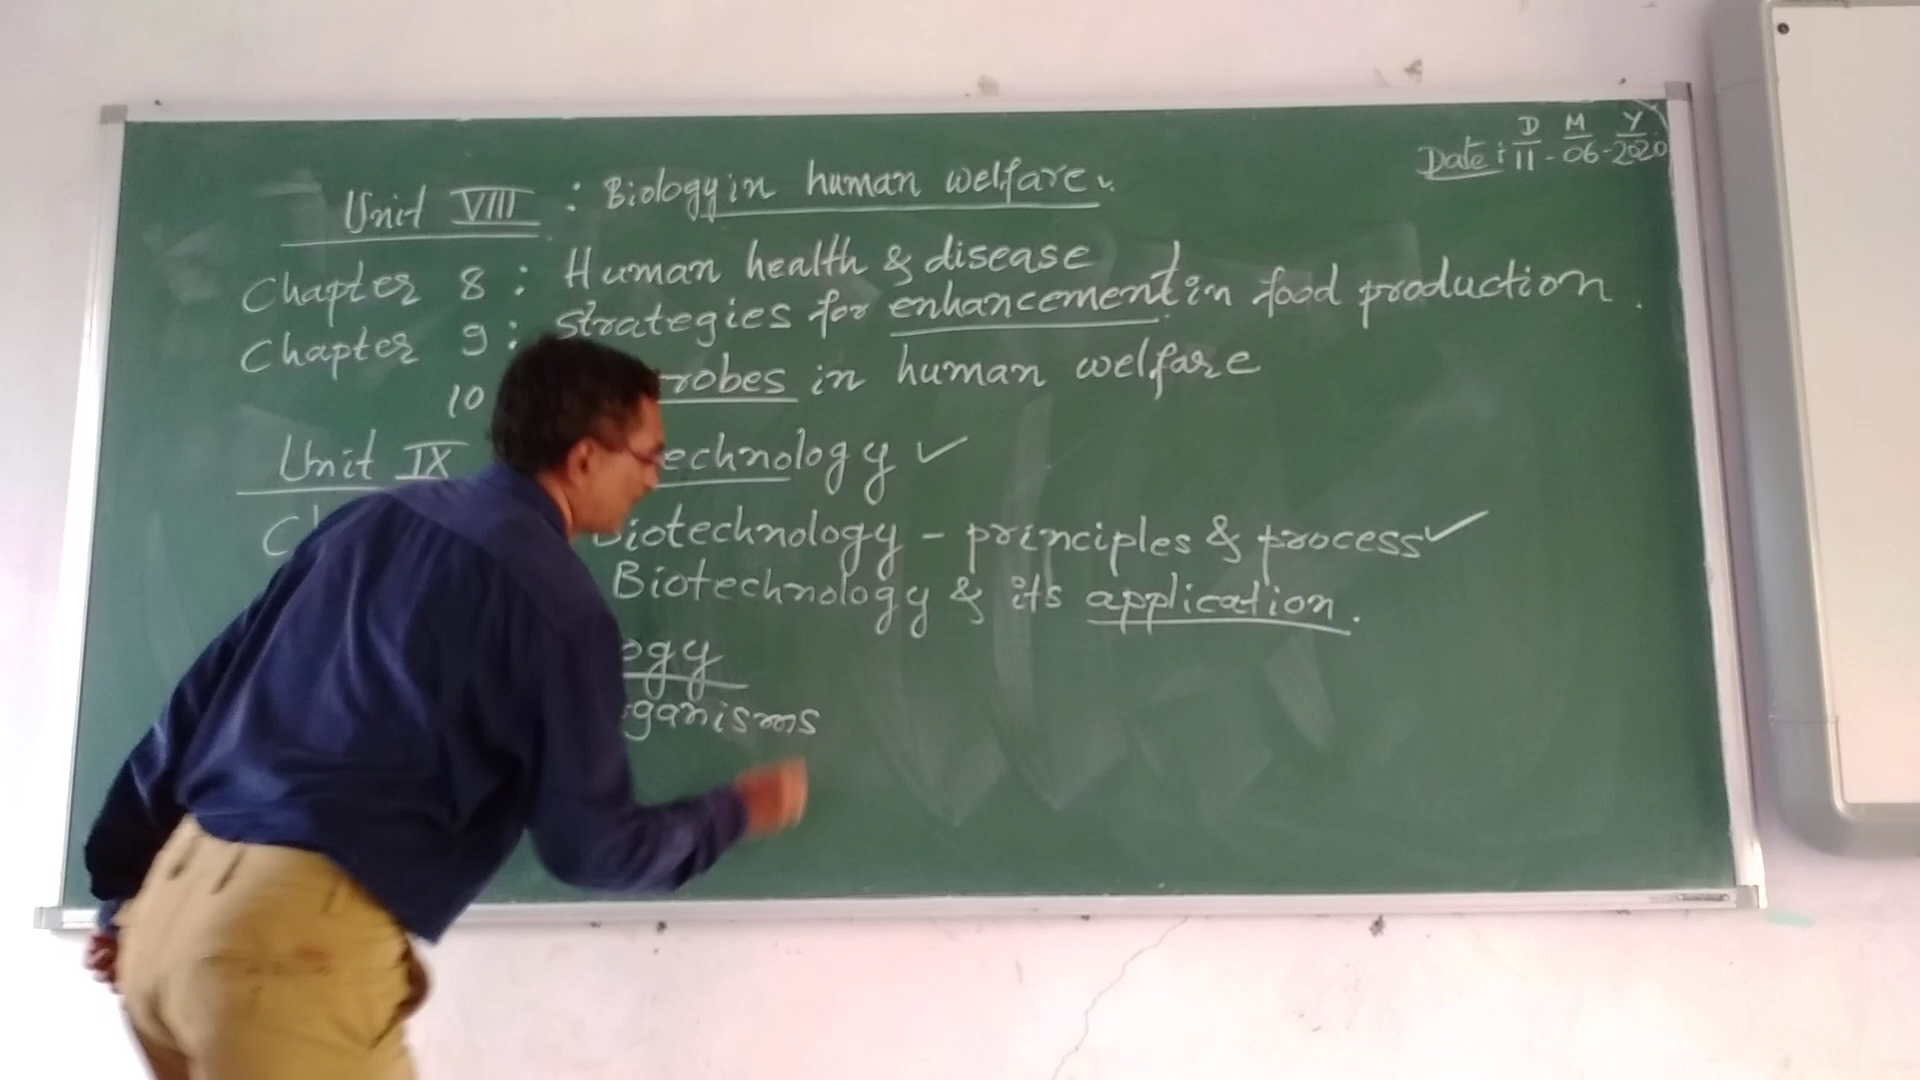 D M Y
Date : 11 - 06 - 2020
Unit VIII : Biology in human welfare.
Chapter 8 : Human health & disease
Chapter 9 : strategies for enhancement in food production.
10 robes in human welfare
Unit IX echnology ✓
Ch iotechnology - principles & process ✓
Biotechnology & its application.
ogy
ganisms